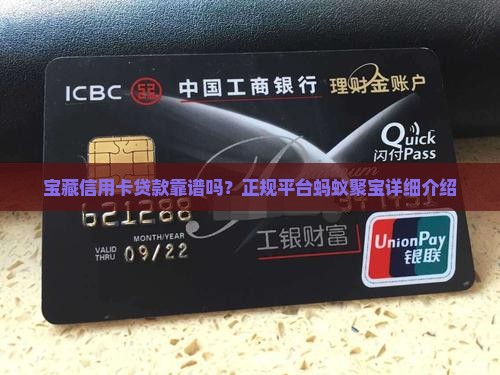 ICBC 中国工商银行 理财金账户
Quick
闪付Pass
宝藏信用卡贷款靠谱吗？正规平台蚂蚁聚宝详细介绍
621288
MONTH/YEAR
VALID
THRU 09/22
工银财富
UnionPay
银联